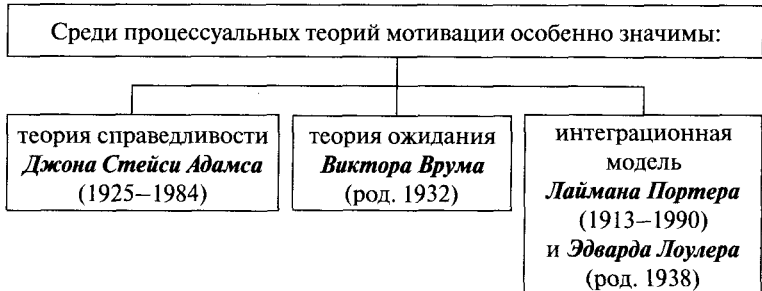 Среди процессуальных теорий мотивации особенно значимы:
теория справедливости
Джона Стейси Адамса
(1925–1984)
теория ожидания
Виктора Врума
(род. 1932)
интеграционная
модель
Лаймана Портера
(1913–1990)
и Эдварда Лоулера
(род. 1938)